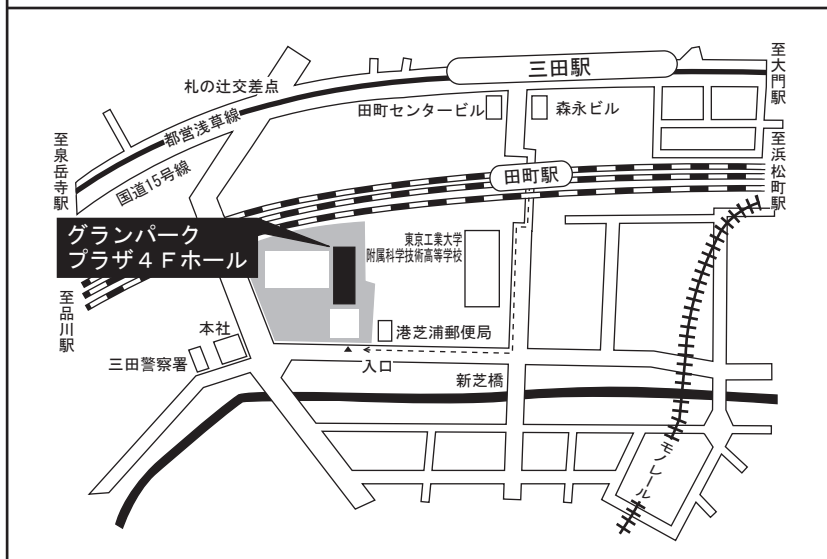 三田駅
至大門駅
札の辻交差点
田町センタービル
森永ビル
都営浅草線
至泉岳寺駅
国道15号線
至浜松町駅
田町駅
グランパーク
プラザ４Ｆホール
東京工業大学
附属科学技術高等学校
至品川駅
本社
港芝浦郵便局
三田警察署
入口
新芝橋
モノレール